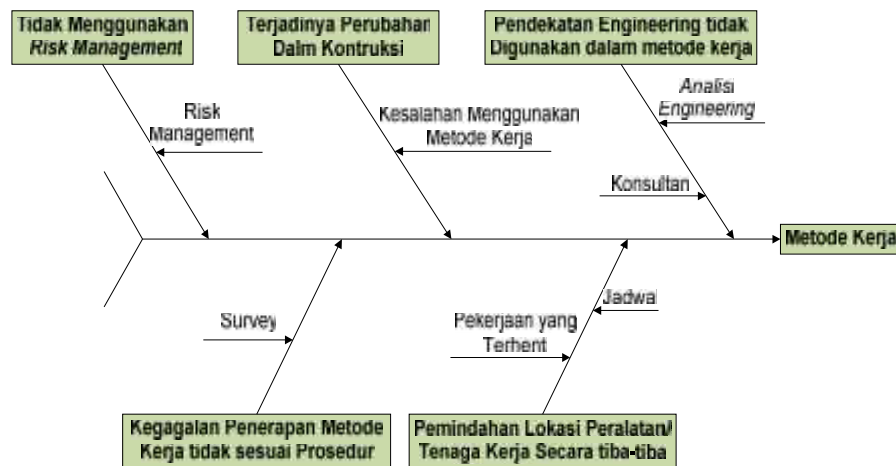 Tidak Menggunakan
Risk Management
Terjadinya Perubahan
Dalm Kontruksi
Pendekatan Engineering tidak
Digunakan dalam metode kerja
Risk
Management
Kesalahan Menggunakan
Metode Kerja
Analisi
Engineering
Konsultan
Metode Kerja
Survey
Pekerjaan yang
Terhent
Jadwal
Kegagalan Penerapan Metode
Kerja tidak sesuai Prosedur
Pemindahan Lokasi Peralatan/
Tenaga Kerja Secara tiba-tiba